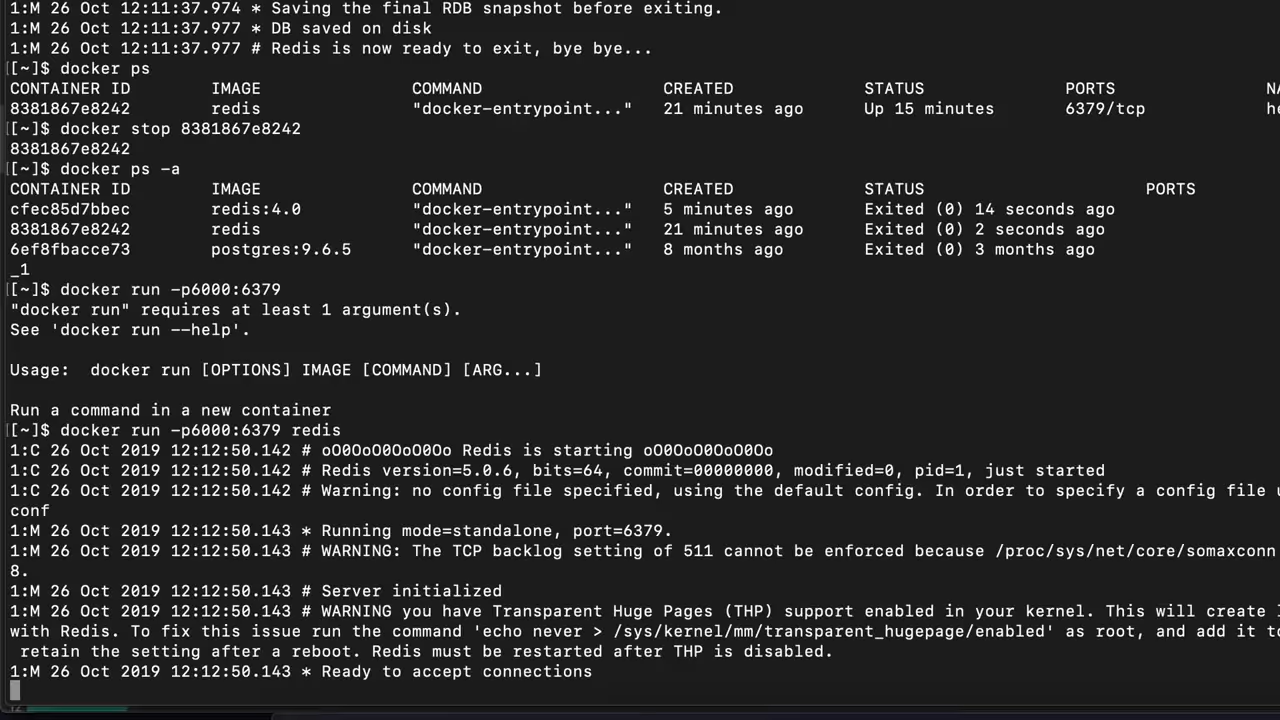 1:M 26 Oct 12:11:37.974 * Saving the final RDB snapshot before exiting.
1:M 26 Oct 12:11:37.977 * DB saved on disk
1:M 26 Oct 12:11:37.977 # Redis is now ready to exit, bye bye...
[~]$ docker ps
CONTAINER ID IMAGE COMMAND CREATED STATUS PORTS NA
8381867e8242 redis "docker-entrypoint..." 21 minutes ago Up 15 minutes 6379/tcp he
[~]$ docker stop 8381867e8242
8381867e8242
[~]$ docker ps -a
CONTAINER ID IMAGE COMMAND CREATED STATUS PORTS
cfec85d7bbec redis:4.0 "docker-entrypoint..." 5 minutes ago Exited (0) 14 seconds ago
8381867e8242 redis "docker-entrypoint..." 21 minutes ago Exited (0) 2 seconds ago
6ef8fbacce73 postgres:9.6.5 "docker-entrypoint..." 8 months ago Exited (0) 3 months ago
_1
[~]$ docker run -p6000:6379
"docker run" requires at least 1 argument(s).
See 'docker run --help'.
Usage:  docker run [OPTIONS] IMAGE [COMMAND] [ARG...]
Run a command in a new container
[~]$ docker run -p6000:6379 redis
1:C 26 Oct 2019 12:12:50.142 # oO0OoO0OoO0Oo Redis is starting oO0OoO0OoO0Oo
1:C 26 Oct 2019 12:12:50.142 # Redis version=5.0.6, bits=64, commit=00000000, modified=0, pid=1, just started
1:C 26 Oct 2019 12:12:50.142 # Warning: no config file specified, using the default config. In order to specify a config file u
conf
1:M 26 Oct 2019 12:12:50.143 * Running mode=standalone, port=6379.
1:M 26 Oct 2019 12:12:50.143 # WARNING: The TCP backlog setting of 511 cannot be enforced because /proc/sys/net/core/somaxconn
8.
1:M 26 Oct 2019 12:12:50.143 # Server initialized
1:M 26 Oct 2019 12:12:50.143 # WARNING you have Transparent Huge Pages (THP) support enabled in your kernel. This will create l
with Redis. To fix this issue run the command 'echo never > /sys/kernel/mm/transparent_hugepage/enabled' as root, and add it to
retain the setting after a reboot. Redis must be restarted after THP is disabled.
1:M 26 Oct 2019 12:12:50.143 * Ready to accept connections